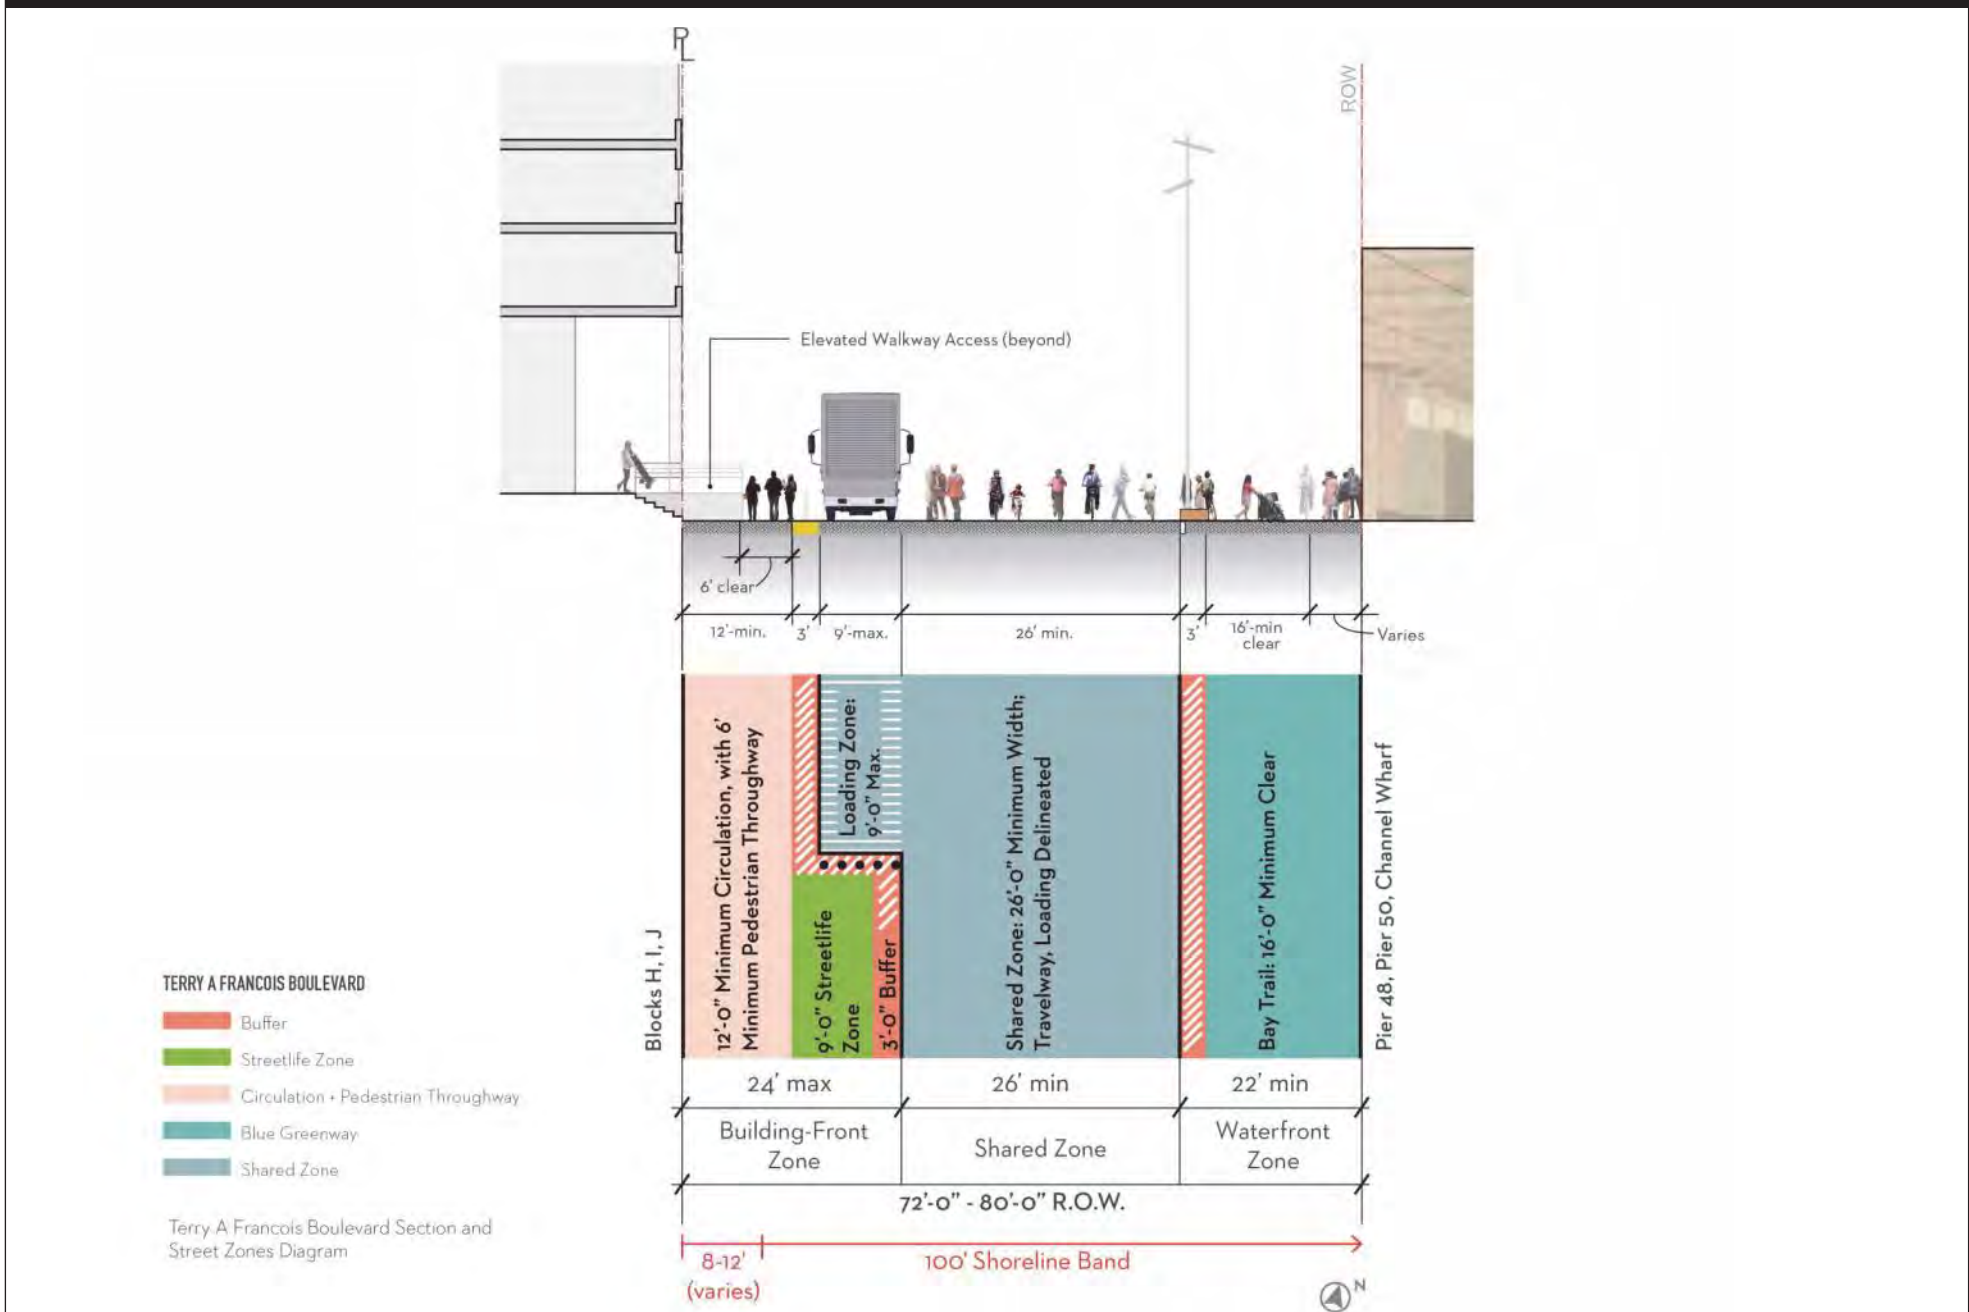 PL
ROW
Elevated Walkway Access (beyond)
6' clear
12'-min.
3'
9'-max.
26' min.
3'
16'-min
clear
Varies
Blocks H, I, J
12'-0" Minimum Circulation, with 6'
Minimum Pedestrian Throughway
Loading Zone:
9'-0" Max.
9'-0" Streetlife
Zone
3'-0" Buffer
Shared Zone: 26'-0" Minimum Width;
Travelway, Loading Delineated
Bay Trail: 16'-0" Minimum Clear
Pier 48, Pier 50, Channel Wharf
TERRY A FRANCOIS BOULEVARD
Buffer
Streetlife Zone
Circulation + Pedestrian Throughway
Blue Greenway
Shared Zone
Terry A Francois Boulevard Section and
Street Zones Diagram
24' max
26' min
22' min
Building-Front
Zone
Shared Zone
Waterfront
Zone
72'-0" - 80'-0" R.O.W.
8-12'
(varies)
100' Shoreline Band
N